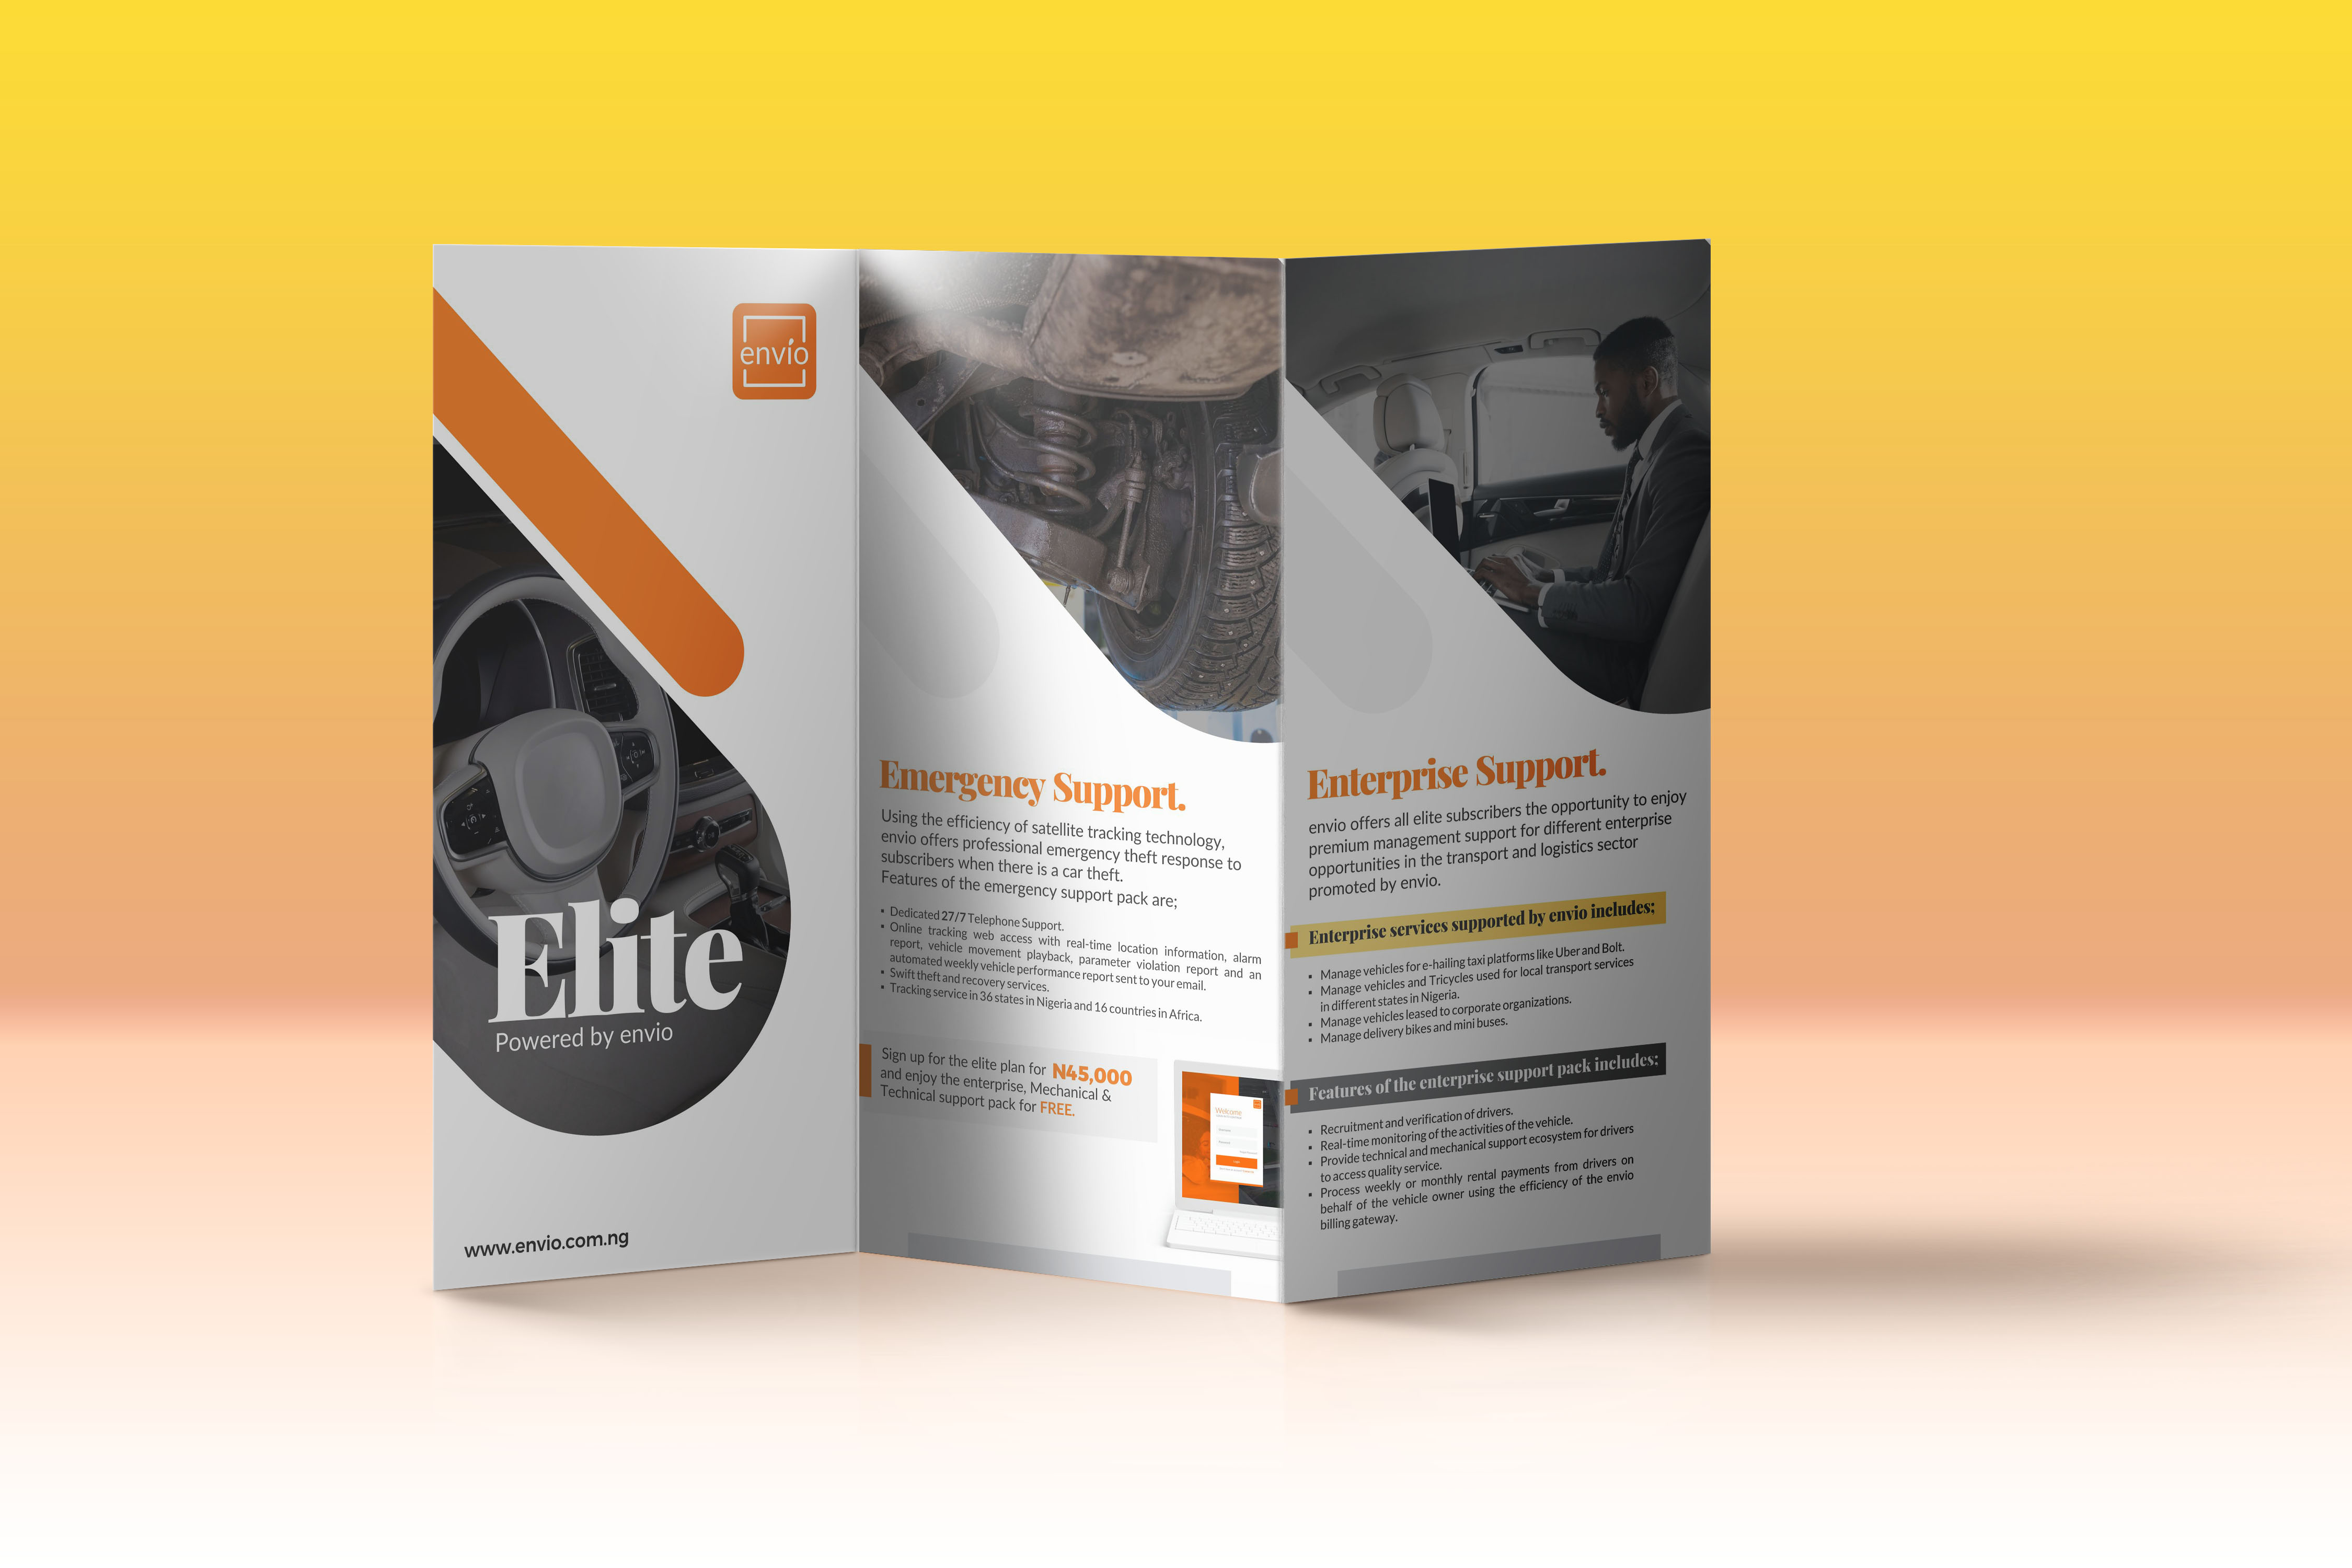 envío
Elite
Powered by envio
www.envio.com.ng
Emergency Support.
Using the efficiency of satellite tracking technology,
envio offers professional emergency theft response to
subscribers when there is a car theft.
Features of the emergency support pack are;
▪ Dedicated 27/7 Telephone Support.
▪ Online tracking web access with real-time location information, alarm
report, vehicle movement playback, parameter violation report and an
automated weekly vehicle performance report sent to your email.
▪ Swift theft and recovery services.
▪ Tracking service in 36 states in Nigeria and 16 countries in Africa.
Sign up for the elite plan for N45,000
and enjoy the enterprise, Mechanical &
Technical support pack for FREE.
Welcome
Enterprise Support.
envio offers all elite subscribers the opportunity to enjoy
premium management support for different enterprise
opportunities in the transport and logistics sector
promoted by envio.
Enterprise services supported by envio includes;
▪ Manage vehicles for e-hailing taxi platforms like Uber and Bolt.
▪ Manage vehicles and Tricycles used for local transport services
in different states in Nigeria.
▪ Manage vehicles leased to corporate organizations.
▪ Manage delivery bikes and mini buses.
Features of the enterprise support pack includes;
▪ Recruitment and verification of drivers.
▪ Real-time monitoring of the activities of the vehicle.
▪ Provide technical and mechanical support ecosystem for drivers
to access quality service.
▪ Process weekly or monthly rental payments from drivers on
behalf of the vehicle owner using the efficiency of the envio
billing gateway.